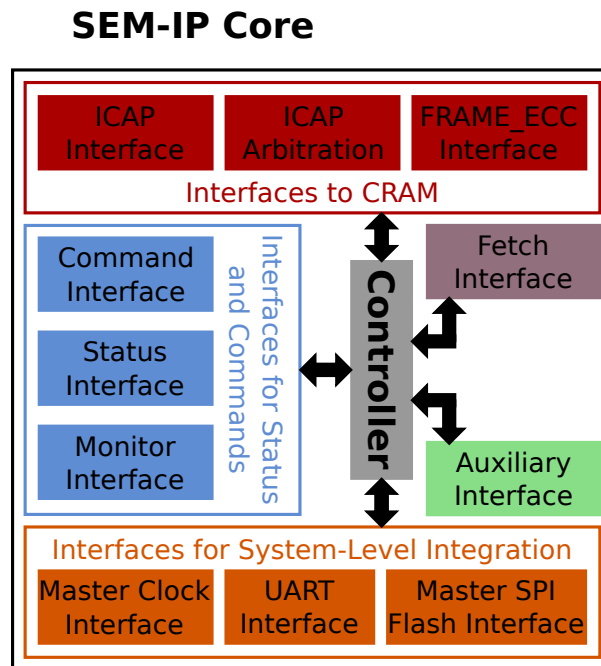 SEM-IP Core
ICAP
Interface
ICAP
Arbitration
FRAME_ECC
Interface
Interfaces to CRAM
Command
Interface
Status
Interface
Monitor
Interface
Interfaces for Status
and Commands
Controller
Fetch
Interface
Auxiliary
Interface
Interfaces for System-Level Integration
Master Clock
Interface
UART
Interface
Master SPI
Flash Interface